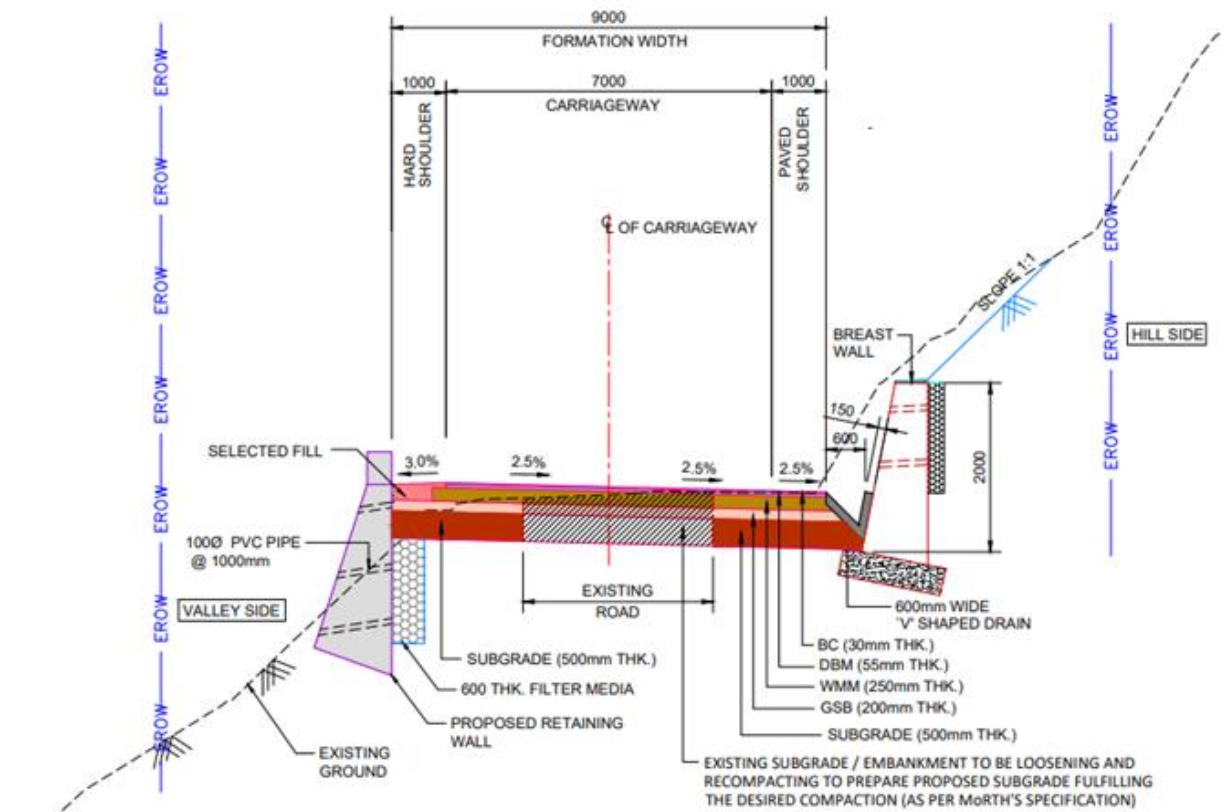 9000
FORMATION WIDTH
1000
7000
1000
CARRIAGEWAY
HARD
SHOULDER
PAVED
SHOULDER
EROW
EROW
EROW
EROW
EROW
EROW
EROW
EROW
EROW
EROW
EROW
℄ OF CARRIAGEWAY
SLOPE 1:1
BREAST
WALL
HILL SIDE
150
600
2000
SELECTED FILL
3.0%
2.5%
2.5%
2.5%
100Ø PVC PIPE
@ 1000mm
VALLEY SIDE
EXISTING
ROAD
600mm WIDE
'V' SHAPED DRAIN
BC (30mm THK.)
DBM (55mm THK.)
WMM (250mm THK.)
GSB (200mm THK.)
SUBGRADE (500mm THK.)
SUBGRADE (500mm THK.)
600 THK. FILTER MEDIA
PROPOSED RETAINING
WALL
EXISTING
GROUND
EXISTING SUBGRADE / EMBANKMENT TO BE LOOSENING AND
RECOMPACTING TO PREPARE PROPOSED SUBGRADE FULFILLING
THE DESIRED COMPACTION (AS PER MoRTH'S SPECIFICATION)